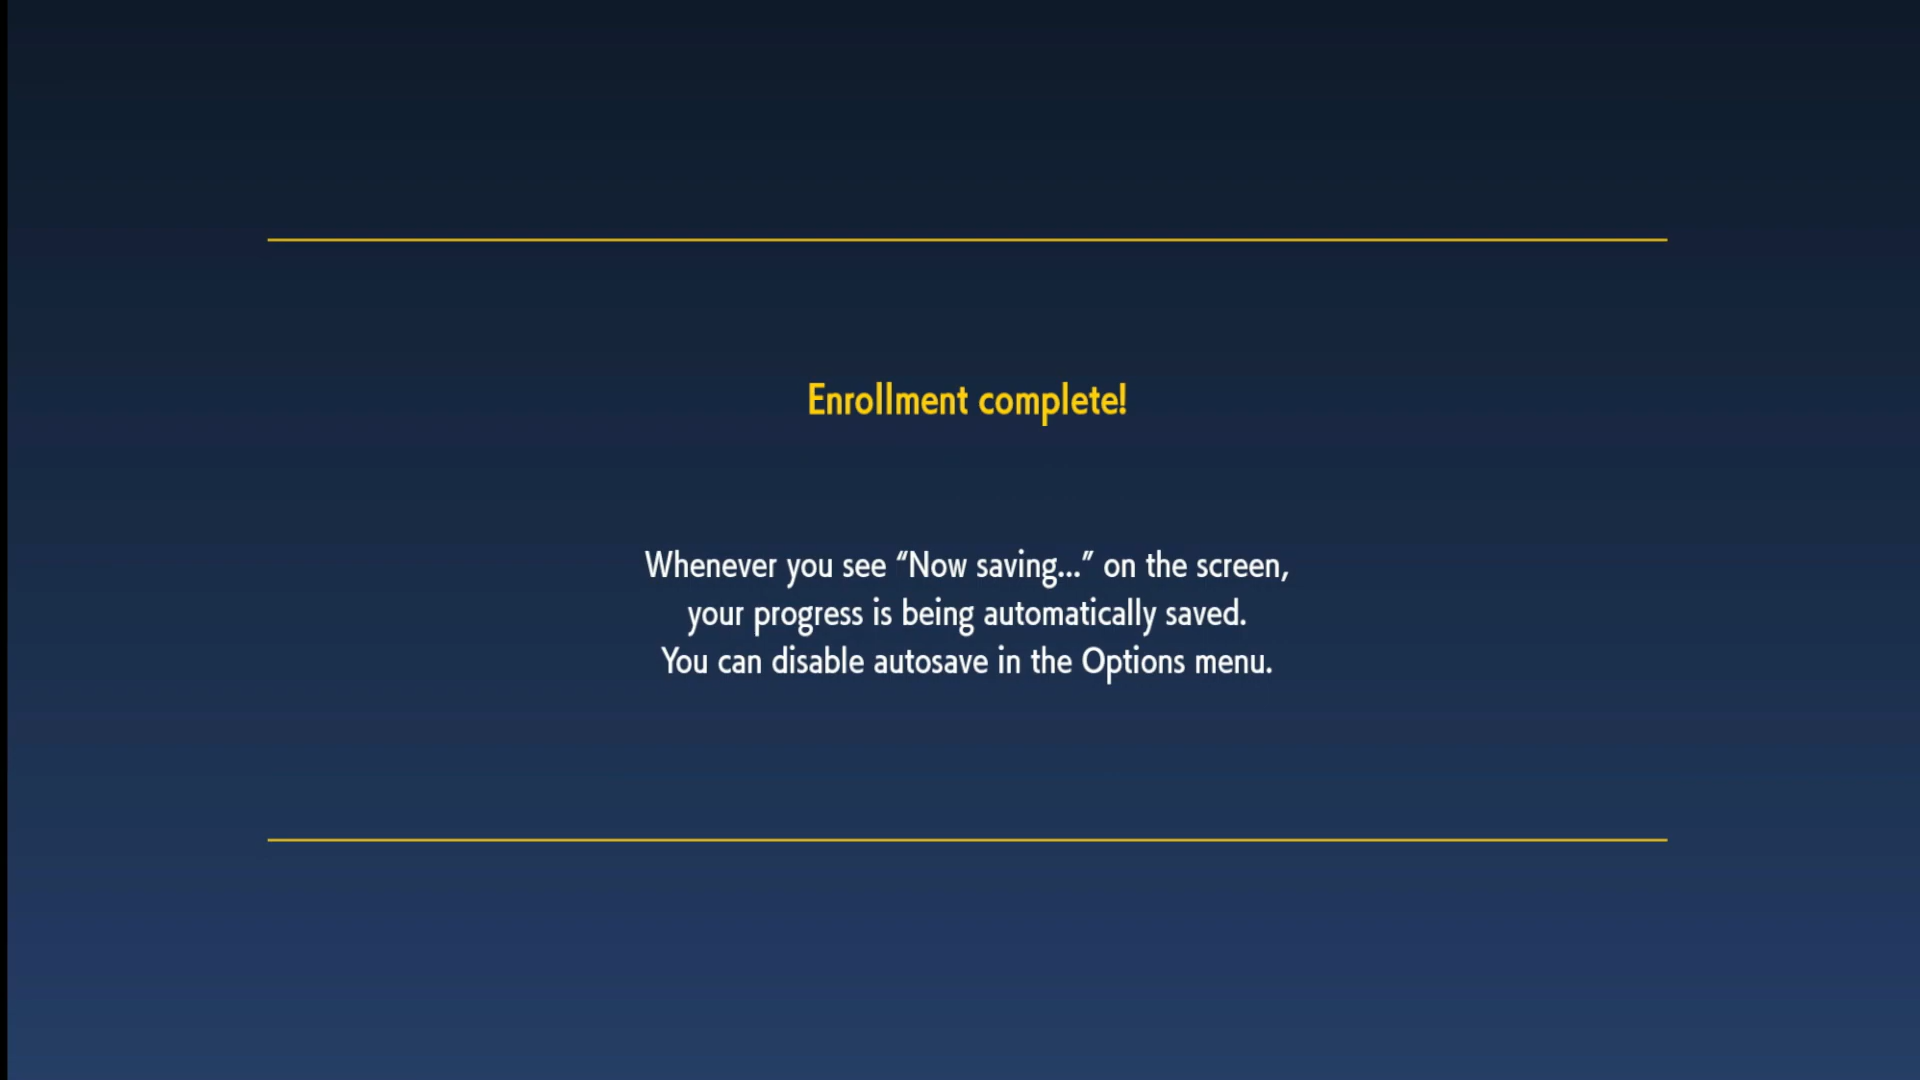 Enrollment complete!
Whenever you see “Now saving...” on the screen,
your progress is being automatically saved.
You can disable autosave in the Options menu.